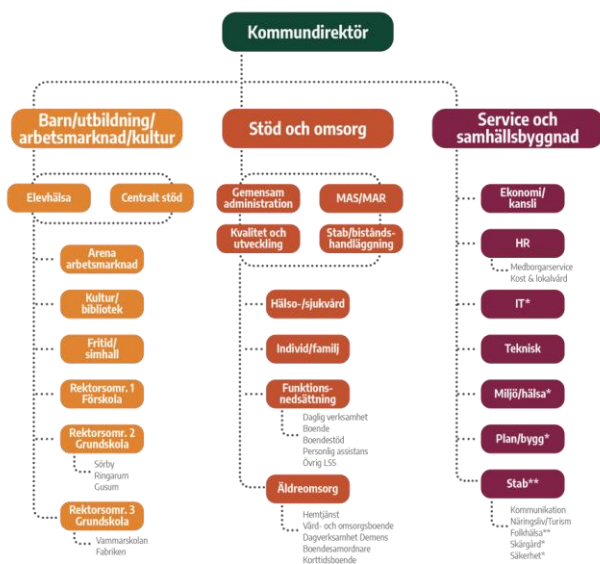 Kommundirektör
Barn/utbildning/
arbetsmarknad/kultur
Elevhälsa
Centralt stöd
Arena
arbetsmarknad
Kultur/
bibliotek
Fritid/
simhall
Rektorsomr. 1
Förskola
Rektorsomr. 2
Grundskola
Sörby
Ringarum
Gusum
Rektorsomr. 3
Grundskola
Vammarskolan
Fabriken
Stöd och omsorg
Gemensam
administration
MAS/MAR
Kvalitet och
utveckling
Stab/bistånds-
handläggning
Hälso-/sjukvård
Individ/familj
Funktions-
nedsättning
Daglig verksamhet
Boende
Boendestöd
Personlig assistans
Övrig LSS
Äldreomsorg
Hemtjänst
Vård- och omsorgsboende
Dagverksamhet Demens
Boendesamordnare
Korttidsboende
Service och
samhällsbyggnad
Ekonomi/
kansli
HR
Medborgarservice
Kost & lokalvård
IT*
Teknisk
Miljö/hälsa*
Plan/bygg*
Stab**
Kommunikation
Näringsliv/Turism
Folkhälsa**
Skärgård*
Säkerhet*